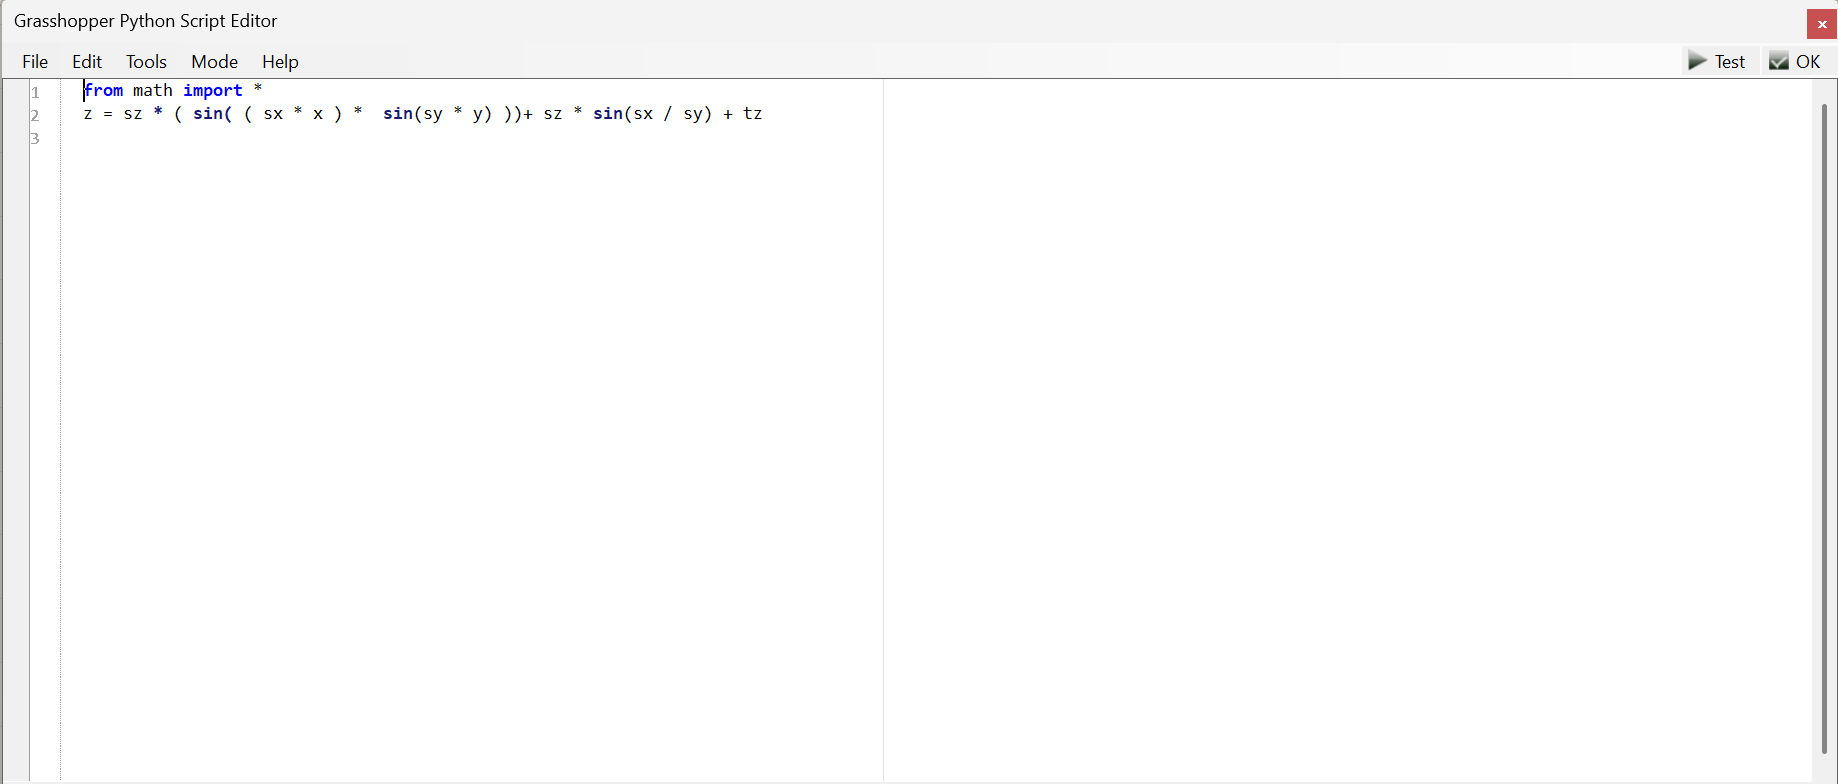 Grasshopper Python Script Editor
x
File Edit Tools Mode Help Test OK
1 from math import *
2 z = sz * ( sin( ( sx * x ) *  sin(sy * y) ))+ sz * sin(sx / sy) + tz
3